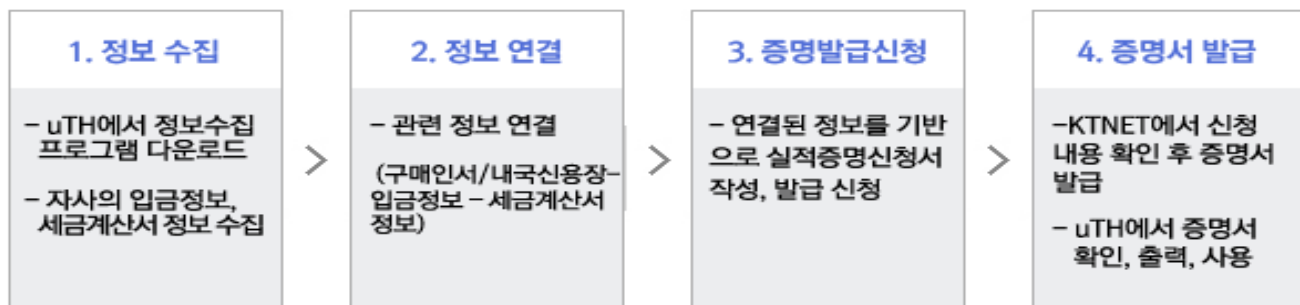 1. 정보 수집
– uTH에서 정보수집
프로그램 다운로드
– 자사의 입금정보,
세금계산서 정보 수집
>
2. 정보 연결
– 관련 정보 연결
(구매인서/내국신용장–
입금정보 – 세금계산서
정보)
>
3. 증명발급신청
– 연결된 정보를 기반
으로 실적증명신청서
작성, 발급 신청
>
4. 증명서 발급
–KTNET에서 신청
내용 확인 후 증명서
발급
– uTH에서 증명서
확인, 출력, 사용